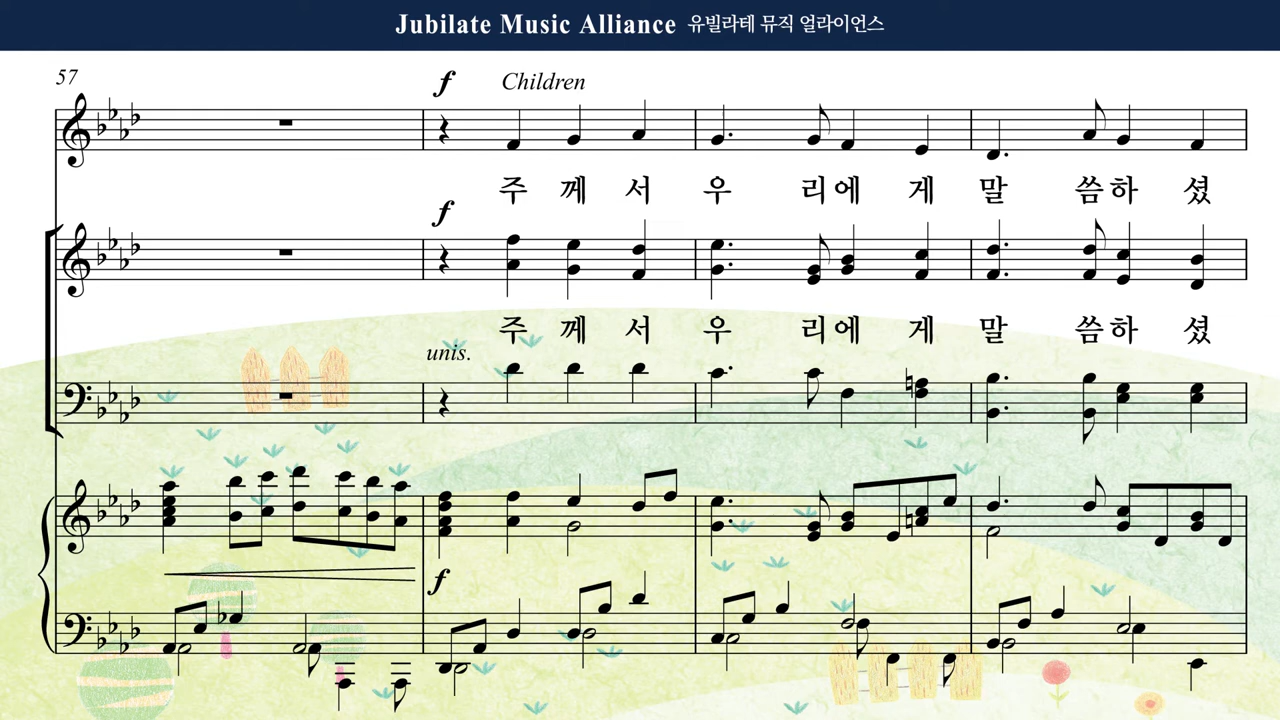 Jubilate Music Alliance 유빌라테 뮤직 얼라이언스
57
f Children
주 께 서 우 리 에 게 말 씀 하 셨
f
주 께 서 우 리 에 게 말 씀 하 셨
unis.
f